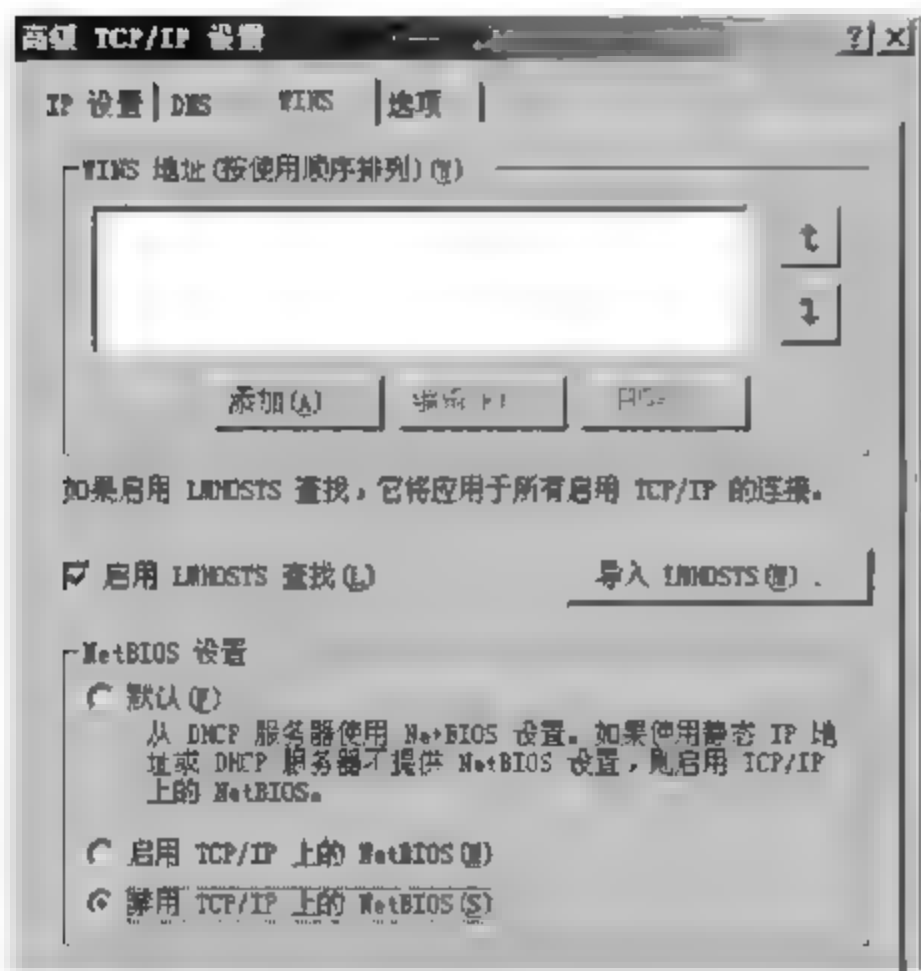 高级 TCP/IP 设置
IP 设置 DNS WINS 选项
WINS 地址(按使用顺序排列)(W)
添加(A)
如果启用 LMHOSTS 查找，它将应用于所有启用 TCP/IP 的连接。
启用 LMHOSTS 查找(L) 导入 LMHOSTS(M)
NetBIOS 设置
默认(F)
从 DHCP 服务器使用 NetBIOS 设置。如果使用静态 IP 地
址或 DHCP 服务器不提供 NetBIOS 设置，则启用 TCP/IP
上的 NetBIOS。
启用 TCP/IP 上的 NetBIOS(N)
禁用 TCP/IP 上的 NetBIOS(S)